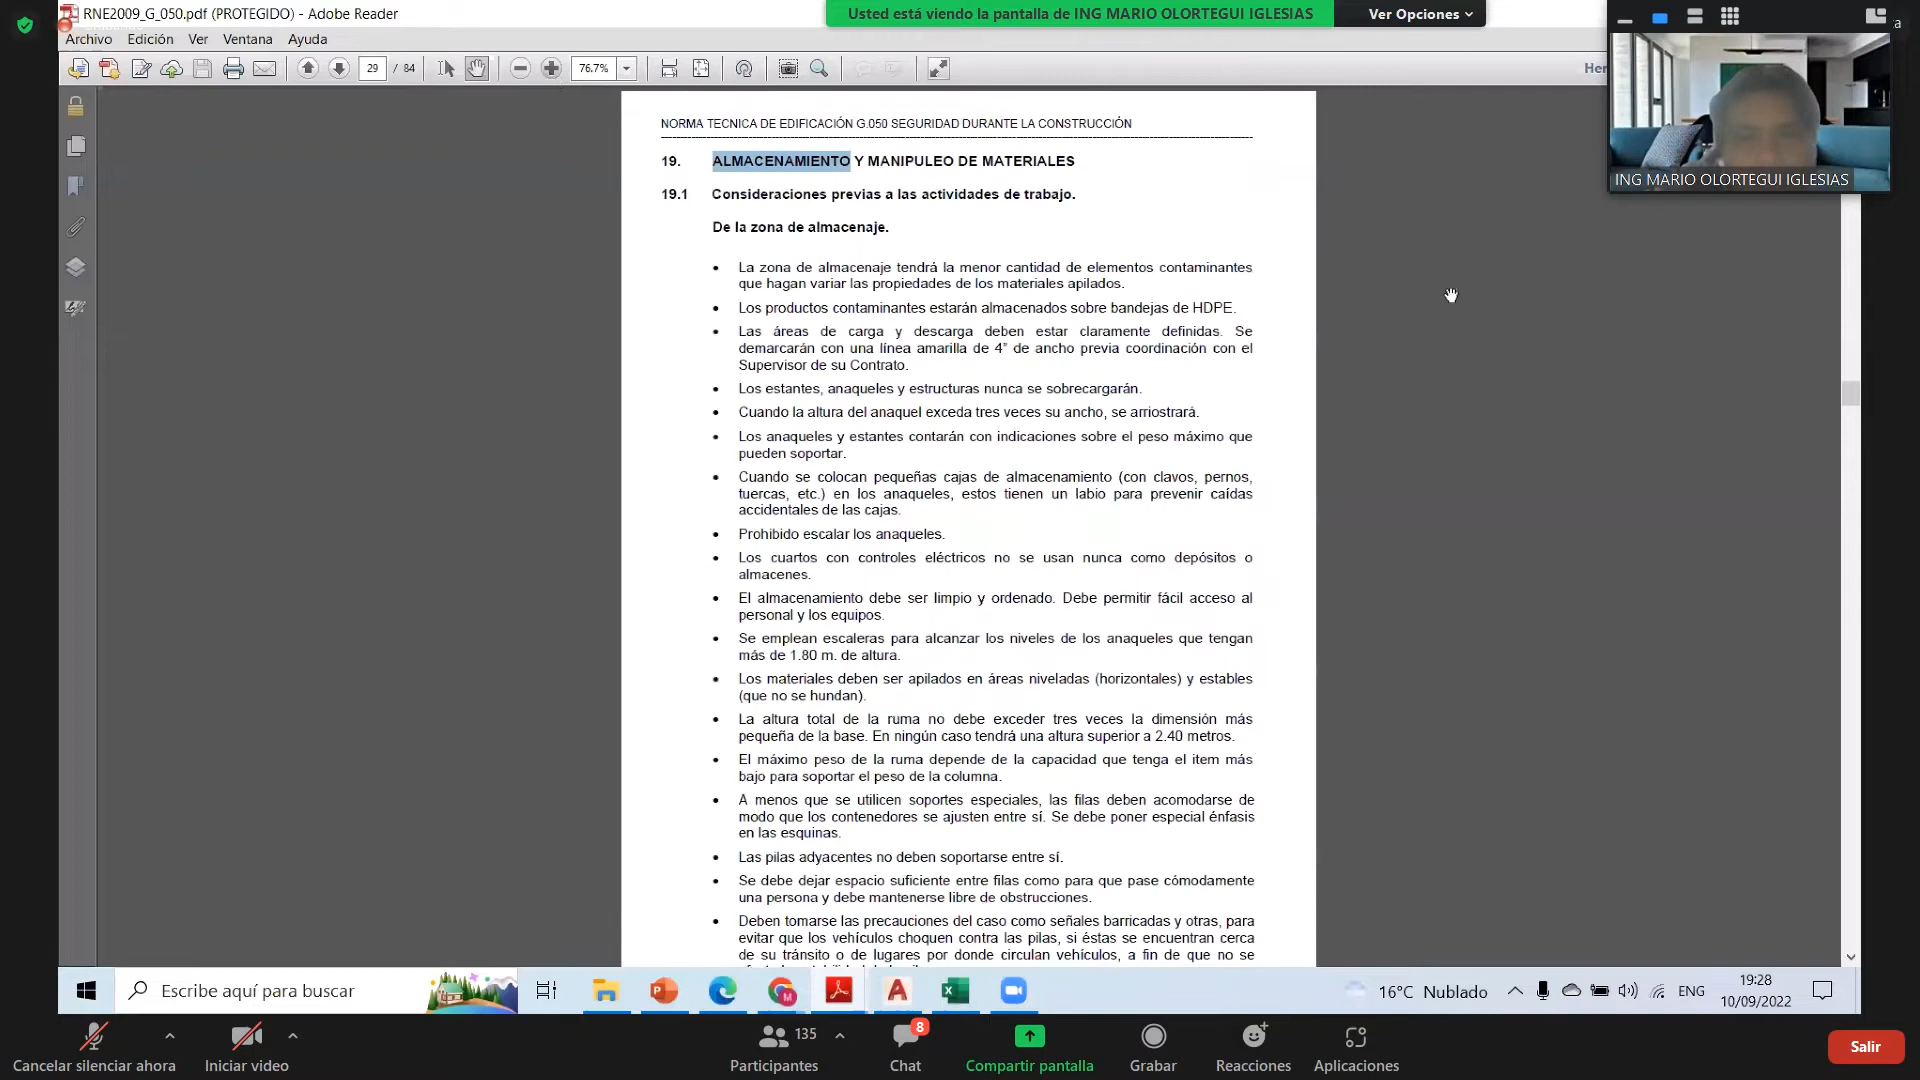 RNE2009_G_050.pdf (PROTEGIDO) - Adobe Reader
Usted está viendo la pantalla de ING MARIO OLORTEGUI IGLESIAS
Ver Opciones
Archivo Edición Ver Ventana Ayuda
29 / 84
76.7%
ING MARIO OLORTEGUI IGLESIAS
NORMA TECNICA DE EDIFICACIÓN G.050 SEGURIDAD DURANTE LA CONSTRUCCIÓN
19. ALMACENAMIENTO Y MANIPULEO DE MATERIALES
19.1 Consideraciones previas a las actividades de trabajo.
De la zona de almacenaje.
• La zona de almacenaje tendrá la menor cantidad de elementos contaminantes
que hagan variar las propiedades de los materiales apilados.
• Los productos contaminantes estarán almacenados sobre bandejas de HDPE.
• Las áreas de carga y descarga deben estar claramente definidas. Se
demarcarán con una línea amarilla de 4” de ancho previa coordinación con el
Supervisor de su Contrato.
• Los estantes, anaqueles y estructuras nunca se sobrecargarán.
• Cuando la altura del anaquel exceda tres veces su ancho, se arriostrará.
• Los anaqueles y estantes contarán con indicaciones sobre el peso máximo que
pueden soportar.
• Cuando se colocan pequeñas cajas de almacenamiento (con clavos, pernos,
tuercas, etc.) en los anaqueles, estos tienen un labio para prevenir caídas
accidentales de las cajas.
• Prohibido escalar los anaqueles.
• Los cuartos con controles eléctricos no se usan nunca como depósitos o
almacenes.
• El almacenamiento debe ser limpio y ordenado. Debe permitir fácil acceso al
personal y los equipos.
• Se emplean escaleras para alcanzar los niveles de los anaqueles que tengan
más de 1.80 m. de altura.
• Los materiales deben ser apilados en áreas niveladas (horizontales) y estables
(que no se hundan).
• La altura total de la ruma no debe exceder tres veces la dimensión más
pequeña de la base. En ningún caso tendrá una altura superior a 2.40 metros.
• El máximo peso de la ruma depende de la capacidad que tenga el item más
bajo para soportar el peso de la columna.
• A menos que se utilicen soportes especiales, las filas deben acomodarse de
modo que los contenedores se ajusten entre sí. Se debe poner especial énfasis
en las esquinas.
• Las pilas adyacentes no deben soportarse entre sí.
• Se debe dejar espacio suficiente entre filas como para que pase cómodamente
una persona y debe mantenerse libre de obstrucciones.
• Deben tomarse las precauciones del caso como señales barricadas y otras, para
evitar que los vehículos choquen contra las pilas, si éstas se encuentran cerca
de su tránsito o de lugares por donde circulan vehículos, a fin de que no se
Escribe aquí para buscar
16°C Nublado
ENG
19:28
10/09/2022
135
8
Cancelar silenciar ahora
Iniciar video
Participantes
Chat
Compartir pantalla
Grabar
Reacciones
Aplicaciones
Salir